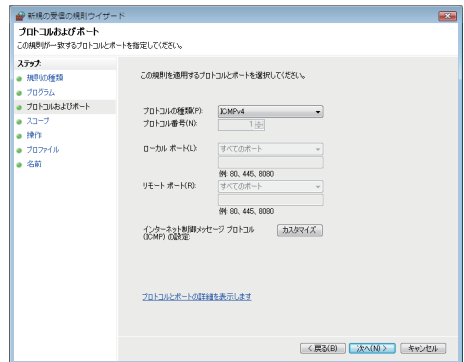 新規の受信の規則ウィザード
プロトコルおよびポート
この規則が一致するプロトコルとポートを指定してください。
ステップ:
規則の種類
プログラム
プロトコルおよびポート
スコープ
操作
プロファイル
名前
この規則を適用するプロトコルとポートを選択してください。
プロトコルの種類(P):
ICMPv4
プロトコル番号(N):
1
ローカル ポート(L):
すべてのポート
例: 80、445、8080
リモート ポート(R):
すべてのポート
例: 80、445、8080
インターネット制御メッセージ プロトコル
(ICMP) の設定:
カスタマイズ
プロトコルとポートの詳細を表示します
< 戻る(B)
次へ(N) >
キャンセル